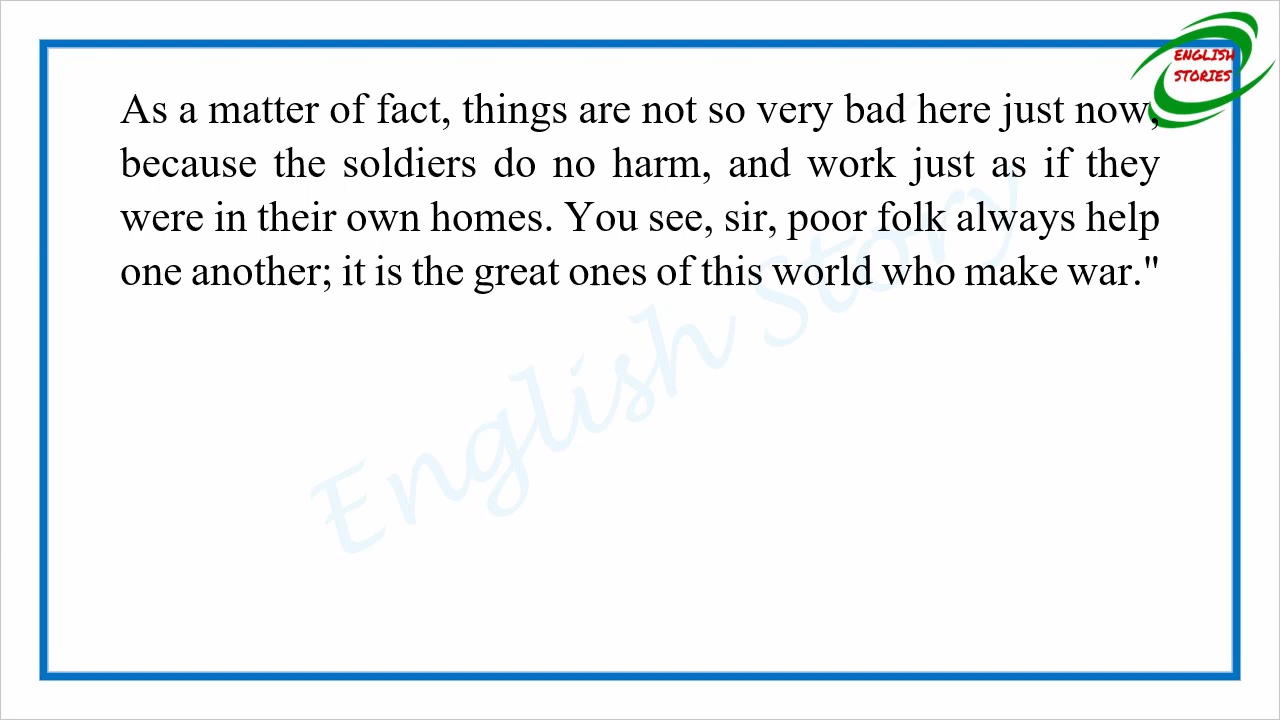 ENGLISH
STORIES
As a matter of fact, things are not so very bad here just now,
because the soldiers do no harm, and work just as if they
were in their own homes. You see, sir, poor folk always help
one another; it is the great ones of this world who make war."
English Story